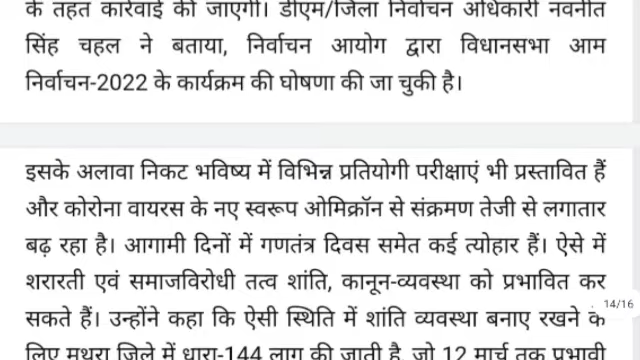 के तहत कार्रवाई की जाएगी। डीएम/जिला निर्वाचन अधिकारी नवनीत
सिंह चहल ने बताया, निर्वाचन आयोग द्वारा विधानसभा आम
निर्वाचन-2022 के कार्यक्रम की घोषणा की जा चुकी है।
इसके अलावा निकट भविष्य में विभिन्न प्रतियोगी परीक्षाएं भी प्रस्तावित हैं
और कोरोना वायरस के नए स्वरूप ओमिक्रॉन से संक्रमण तेजी से लगातार
बढ़ रहा है। आगामी दिनों में गणतंत्र दिवस समेत कई त्योहार हैं। ऐसे में
शरारती एवं समाजविरोधी तत्व शांति, कानून-व्यवस्था को प्रभावित कर
14/16
सकते हैं। उन्होंने कहा कि ऐसी स्थिति में शांति व्यवस्था बनाए रखने के
लिए मथुरा जिले में धारा-144 लागू की जाती है, जो 12 मार्च तक प्रभावी